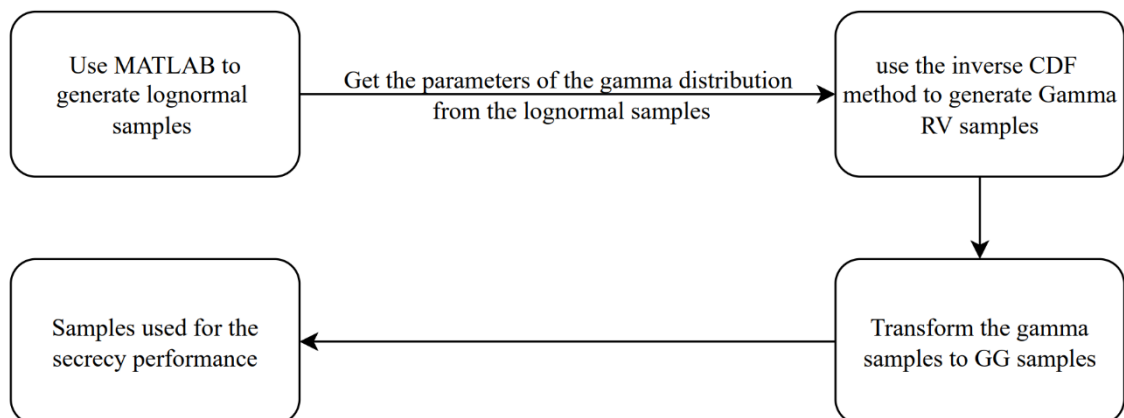 Use MATLAB to
generate lognormal
samples
Get the parameters of the gamma distribution
from the lognormal samples
use the inverse CDF
method to generate Gamma
RV samples
Transform the gamma
samples to GG samples
Samples used for the
secrecy performance